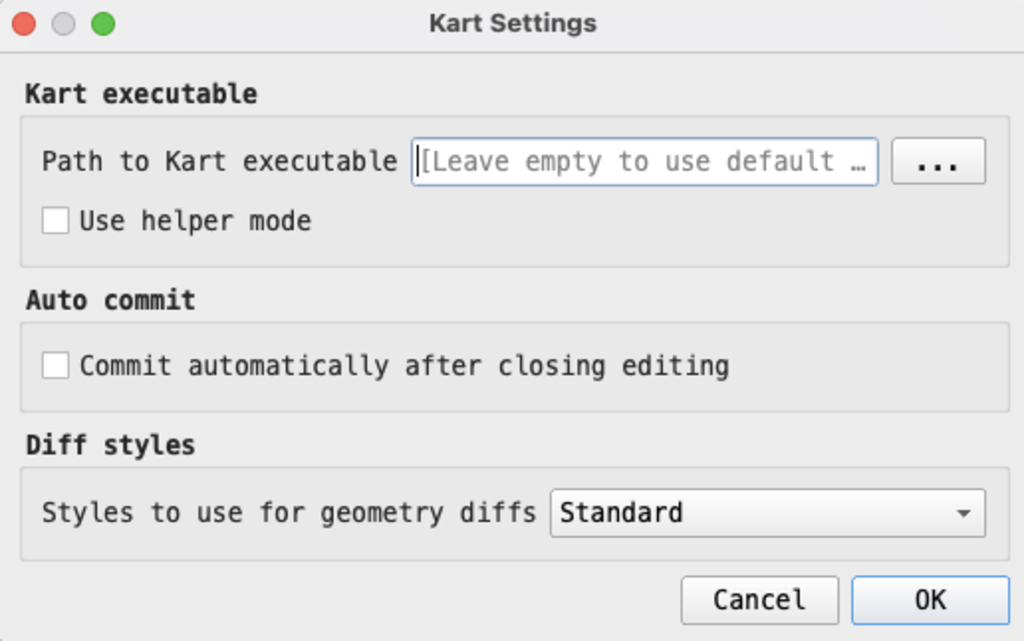 Kart Settings
Kart executable
Path to Kart executable [Leave empty to use default … ...
Use helper mode
Auto commit
Commit automatically after closing editing
Diff styles
Styles to use for geometry diffs Standard
Cancel OK